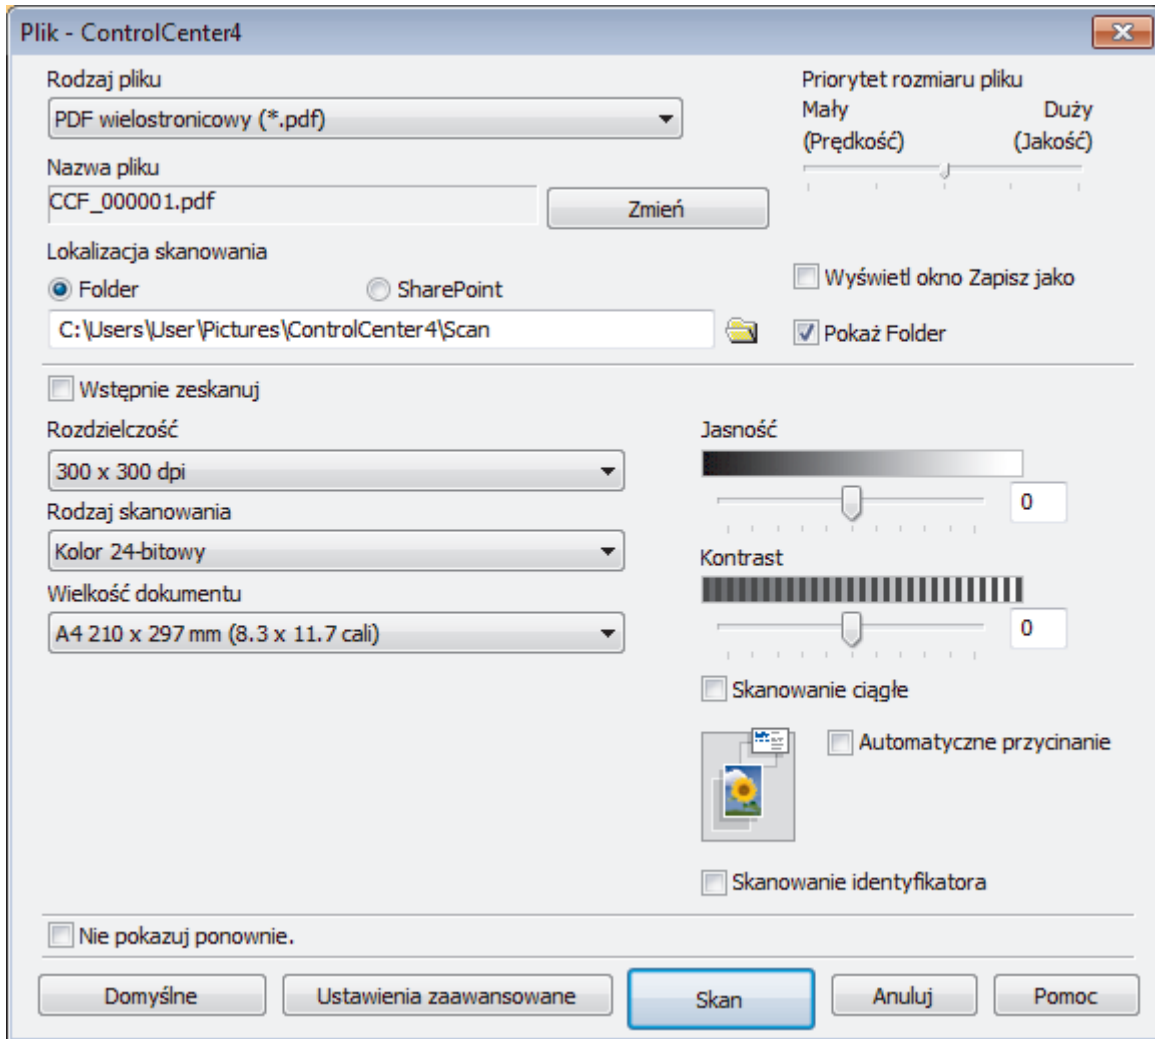 Plik - ControlCenter4
Rodzaj pliku
PDF wielostronicowy (*.pdf)
Nazwa pliku
CCF_000001.pdf
Zmień
Priorytet rozmiaru pliku
Mały Duży
(Prędkość) (Jakość)
Lokalizacja skanowania
Folder SharePoint
C:\Users\User\Pictures\ControlCenter4\Scan
Wyświetl okno Zapisz jako
Pokaż Folder
Wstępnie zeskanuj
Rozdzielczość
300 x 300 dpi
Rodzaj skanowania
Kolor 24-bitowy
Wielkość dokumentu
A4 210 x 297 mm (8.3 x 11.7 cali)
Jasność
0
Kontrast
0
Skanowanie ciągłe
Automatyczne przycinanie
Skanowanie identyfikatora
Nie pokazuj ponownie.
Domyślne Ustawienia zaawansowane Skan Anuluj Pomoc